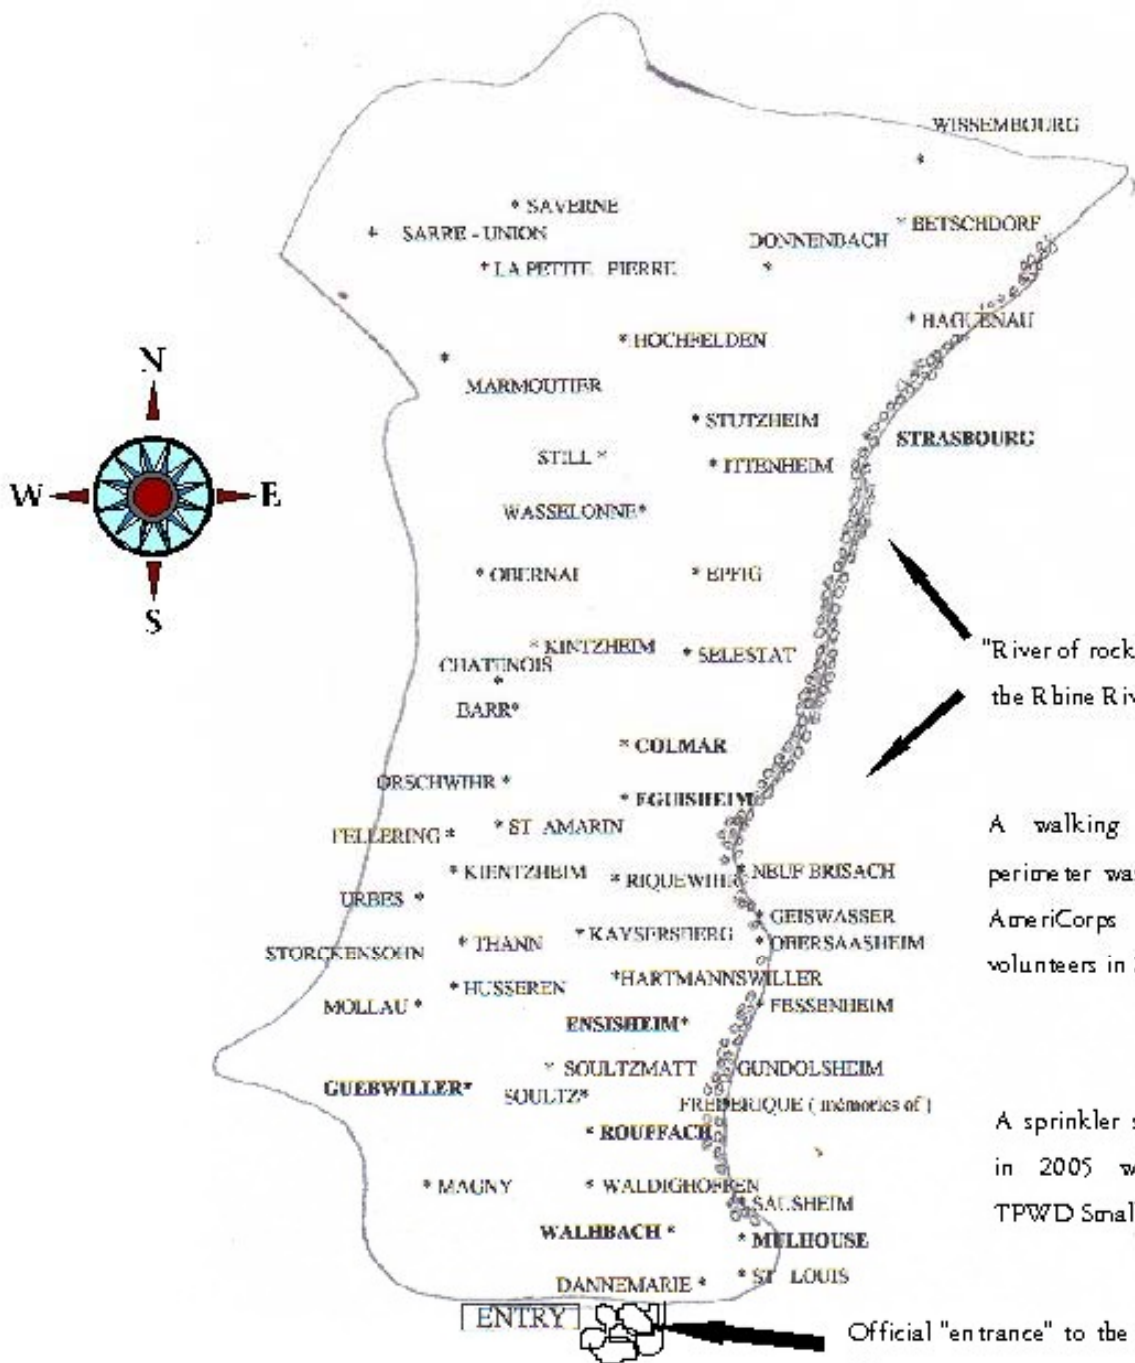 WISSEMBOURG
* SAVERNE
* BETSCHDORF
SARRE - UNION
DONNENBACH
* LA PETITE PIERRE
* HAGUENAU
* HOCHFELDEN
N
MARMOUTIER
* STUTZHEIM
STRASBOURG
STILL *
* ITTENHEIM
W E
WASSELONNE*
* OBERNAI
* EPFIG
S
* KINTZHEIM
* SELESTAT
"River of rock
CHATENOIS
the Rbine Riv
BARR*
* COLMAR
ORSCHWIHR *
* EGUISHEIM
A walking
FELLERING *
* ST AMARIN
perimeter wa
* KIENTZHEIM
* RIQUEWIHR
* NEUF BRISACH
URBES *
AmeriCorps
* GEISWASSER
* KAYSERSBERG
* OBERSAASHEIM
STORCKENSOHN
* THANN
volunteers in
*HARTMANNSWILLER
* HUSSEREN
MOLLAU *
* FESSENHEIM
ENSISHEIM*
* SOULTZMATT
GUNDOLSHEIM
GUEBWILLER*
SOULTZ*
FREDERIQUE ( mémories of )
A sprinkler s
* ROUFFACH
in 2005 w
* MAGNY
* WALDIGHOFFEN
* SAUSHEIM
TPWD Smal
WALHBACH *
* MULHOUSE
DANNEMARIE *
* ST LOUIS
ENTRY
Official "entrance" to the